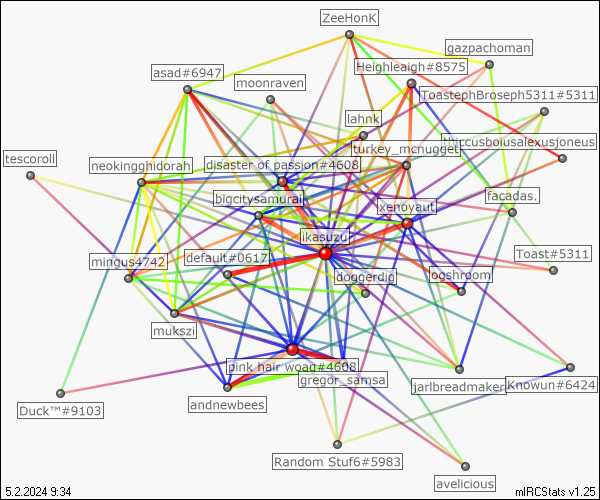 ZeeHonK
gazpachoman
Heighleaigh#8575
asad#6947
moonraven
ToastephBroseph5311#5311
lahnk
turkey_mcnugget
tescoroll
neokingghidorah
disaster of passion#4608
bigcitysamurai
xenoyaut
facadas.
ikasuzu
mingus4742
default#0617
Toast#5311
doggerdig
ogshroom
mukszi
pink hair woag#4608
gregor_samsa
jarlbreadmaker
Knowun#6424
andnewbees
Duck™#9103
Random Stuf6#5983
avelicious
5.2.2024 9:34
mIRCStats v1.25